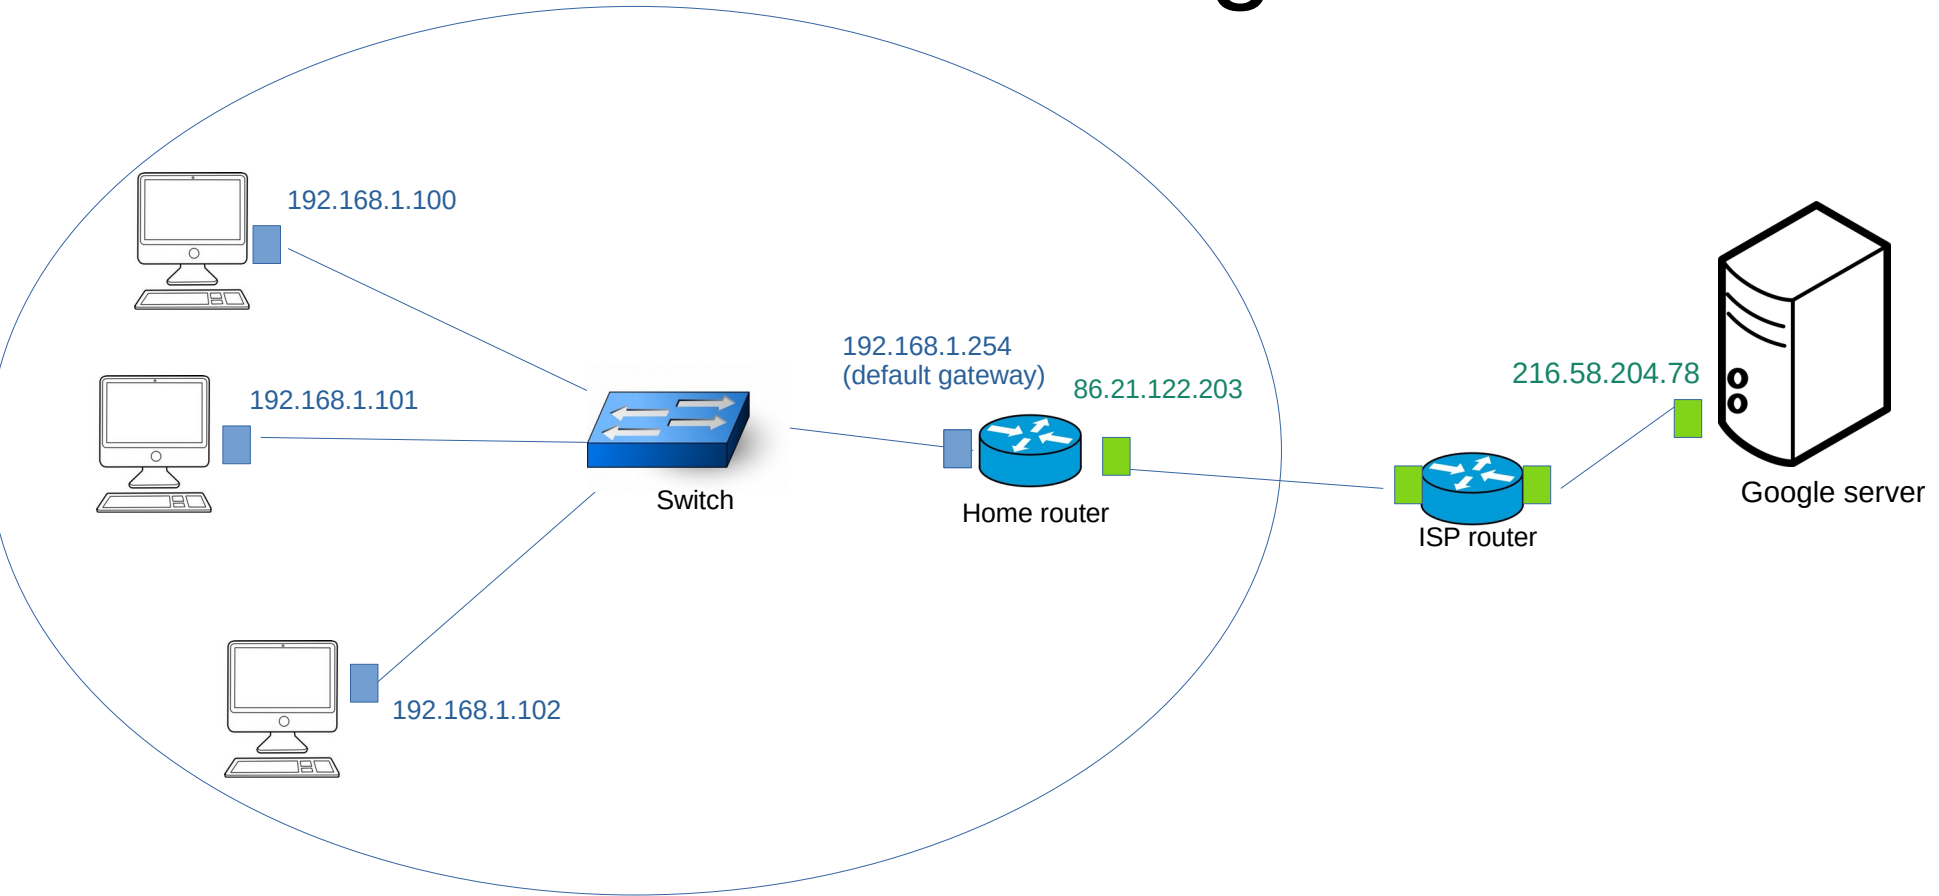 192.168.1.100
192.168.1.254
(default gateway)
86.21.122.203
216.58.204.78
192.168.1.101
Switch
Home router
ISP router
Google server
192.168.1.102